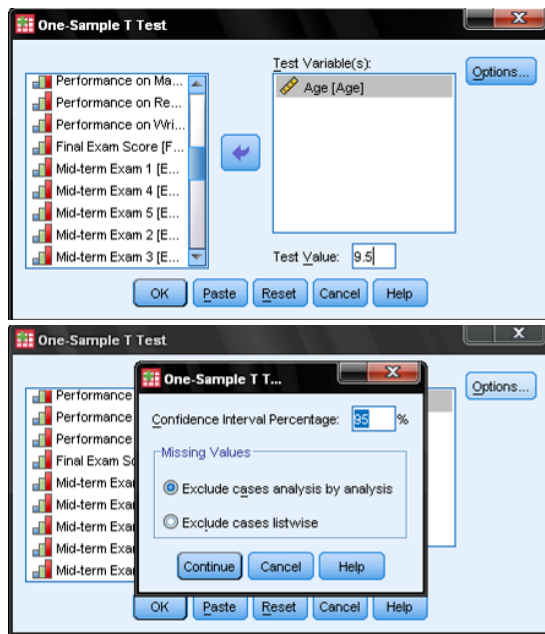 One-Sample T Test
Test Variable(s):
Options...
Performance on Ma...
Age [Age]
Performance on Re...
Performance on Wri...
Final Exam Score [F...
Mid-term Exam 1 [E...
Mid-term Exam 4 [E...
Mid-term Exam 5 [E...
Mid-term Exam 2 [E...
Mid-term Exam 3 [E...
Test Value: 9.5
OK Paste Reset Cancel Help
One-Sample T Test
Options...
One-Sample T T...
Performance
Confidence Interval Percentage: 95 %
Performance
Performance
Missing Values
Final Exam Sc
Mid-term Exa
Exclude cases analysis by analysis
Mid-term Exa
Exclude cases listwise
Mid-term Exa
Mid-term Exa
Continue Cancel Help
Mid-term Exa
OK Paste Reset Cancel Help